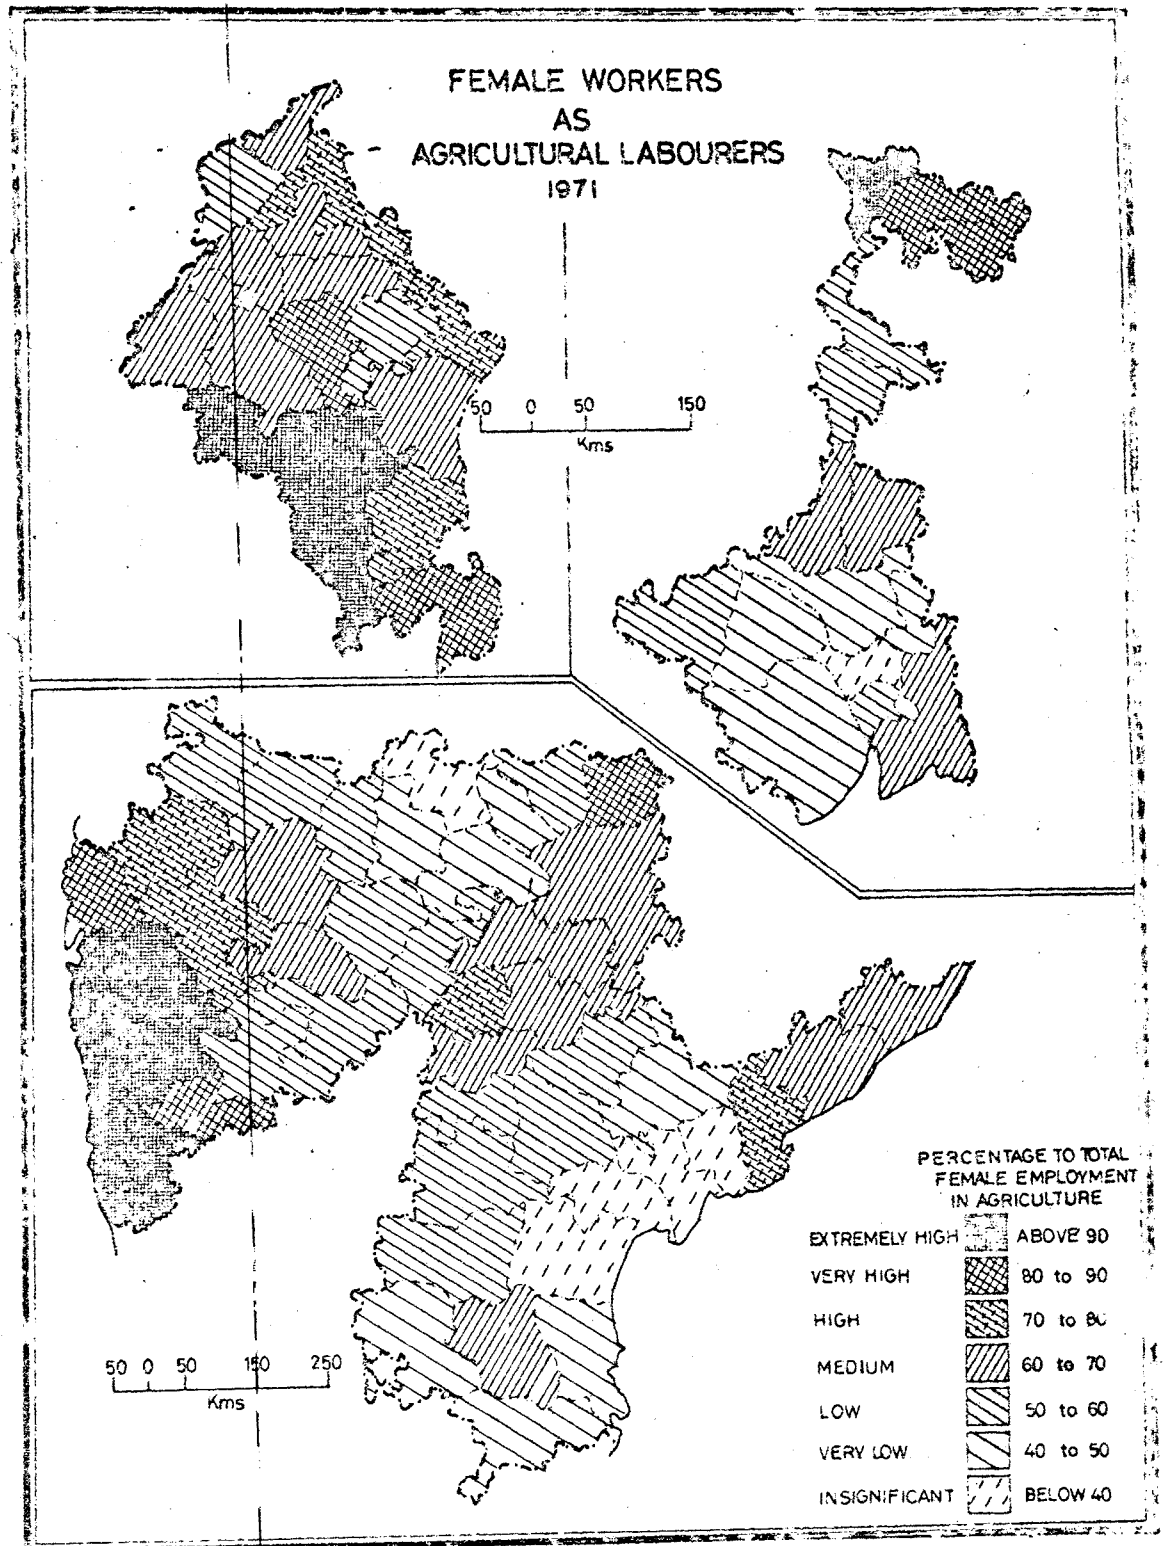 FEMALE WORKERS
AS
AGRICULTURAL LABOURERS
1971
50 0 50 150
Kms
50 0 50 150 250
Kms
PERCENTAGE TO TOTAL
FEMALE EMPLOYMENT
IN AGRICULTURE
EXTREMELY HIGH ABOVE 90
VERY HIGH 80 to 90
HIGH 70 to 80
MEDIUM 60 to 70
LOW 50 to 60
VERY LOW 40 to 50
INSIGNIFICANT BELOW 40